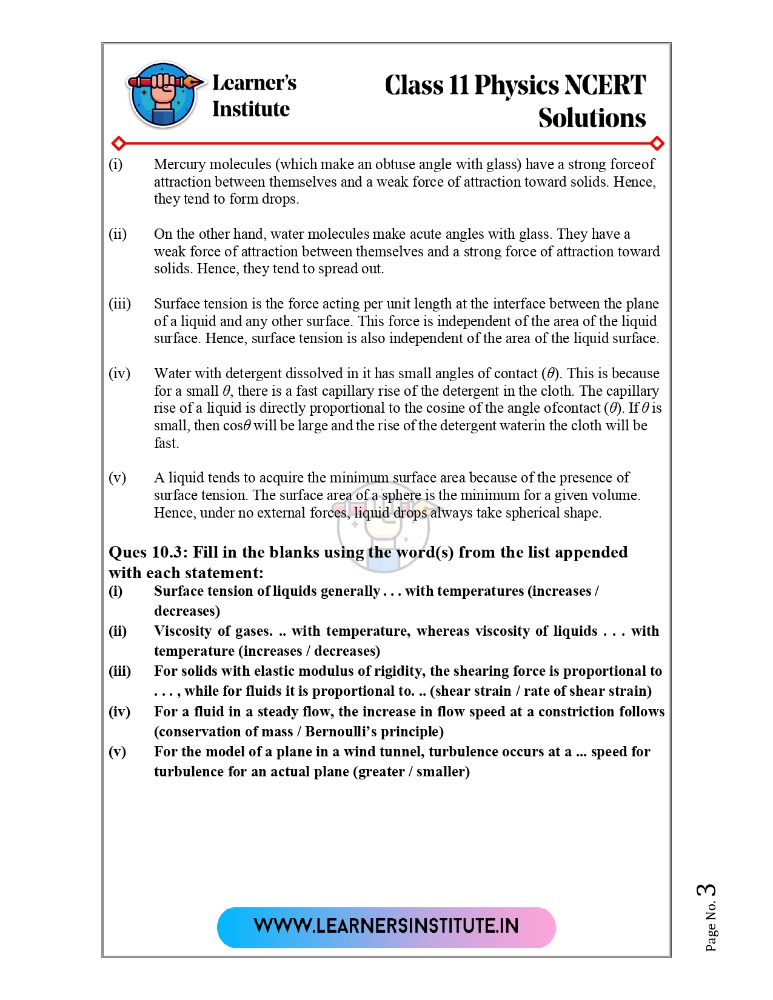 Learner's
Institute
Class 11 Physics NCERT
Solutions
(i) Mercury molecules (which make an obtuse angle with glass) have a strong forceof
attraction between themselves and a weak force of attraction toward solids. Hence,
they tend to form drops.
(ii) On the other hand, water molecules make acute angles with glass. They have a
weak force of attraction between themselves and a strong force of attraction toward
solids. Hence, they tend to spread out.
(iii) Surface tension is the force acting per unit length at the interface between the plane
of a liquid and any other surface. This force is independent of the area of the liquid
surface. Hence, surface tension is also independent of the area of the liquid surface.
(iv) Water with detergent dissolved in it has small angles of contact (θ). This is because
for a small θ, there is a fast capillary rise of the detergent in the cloth. The capillary
rise of a liquid is directly proportional to the cosine of the angle ofcontact (θ). If θ is
small, then cosθ will be large and the rise of the detergent waterin the cloth will be
fast.
(v) A liquid tends to acquire the minimum surface area because of the presence of
surface tension. The surface area of a sphere is the minimum for a given volume.
Hence, under no external forces, liquid drops always take spherical shape.
Ques 10.3: Fill in the blanks using the word(s) from the list appended
with each statement:
(i) Surface tension of liquids generally . . . with temperatures (increases /
decreases)
(ii) Viscosity of gases. .. with temperature, whereas viscosity of liquids . . . with
temperature (increases / decreases)
(iii) For solids with elastic modulus of rigidity, the shearing force is proportional to
. . . , while for fluids it is proportional to. .. (shear strain / rate of shear strain)
(iv) For a fluid in a steady flow, the increase in flow speed at a constriction follows
(conservation of mass / Bernoulli's principle)
(v) For the model of a plane in a wind tunnel, turbulence occurs at a ... speed for
turbulence for an actual plane (greater / smaller)
WWW.LEARNERSINSTITUTE.IN
Page No. 3